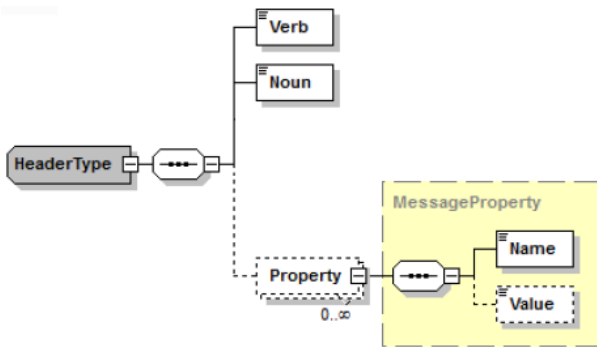 Verb
Noun
HeaderType
MessageProperty
Name
Property
Value
0..∞